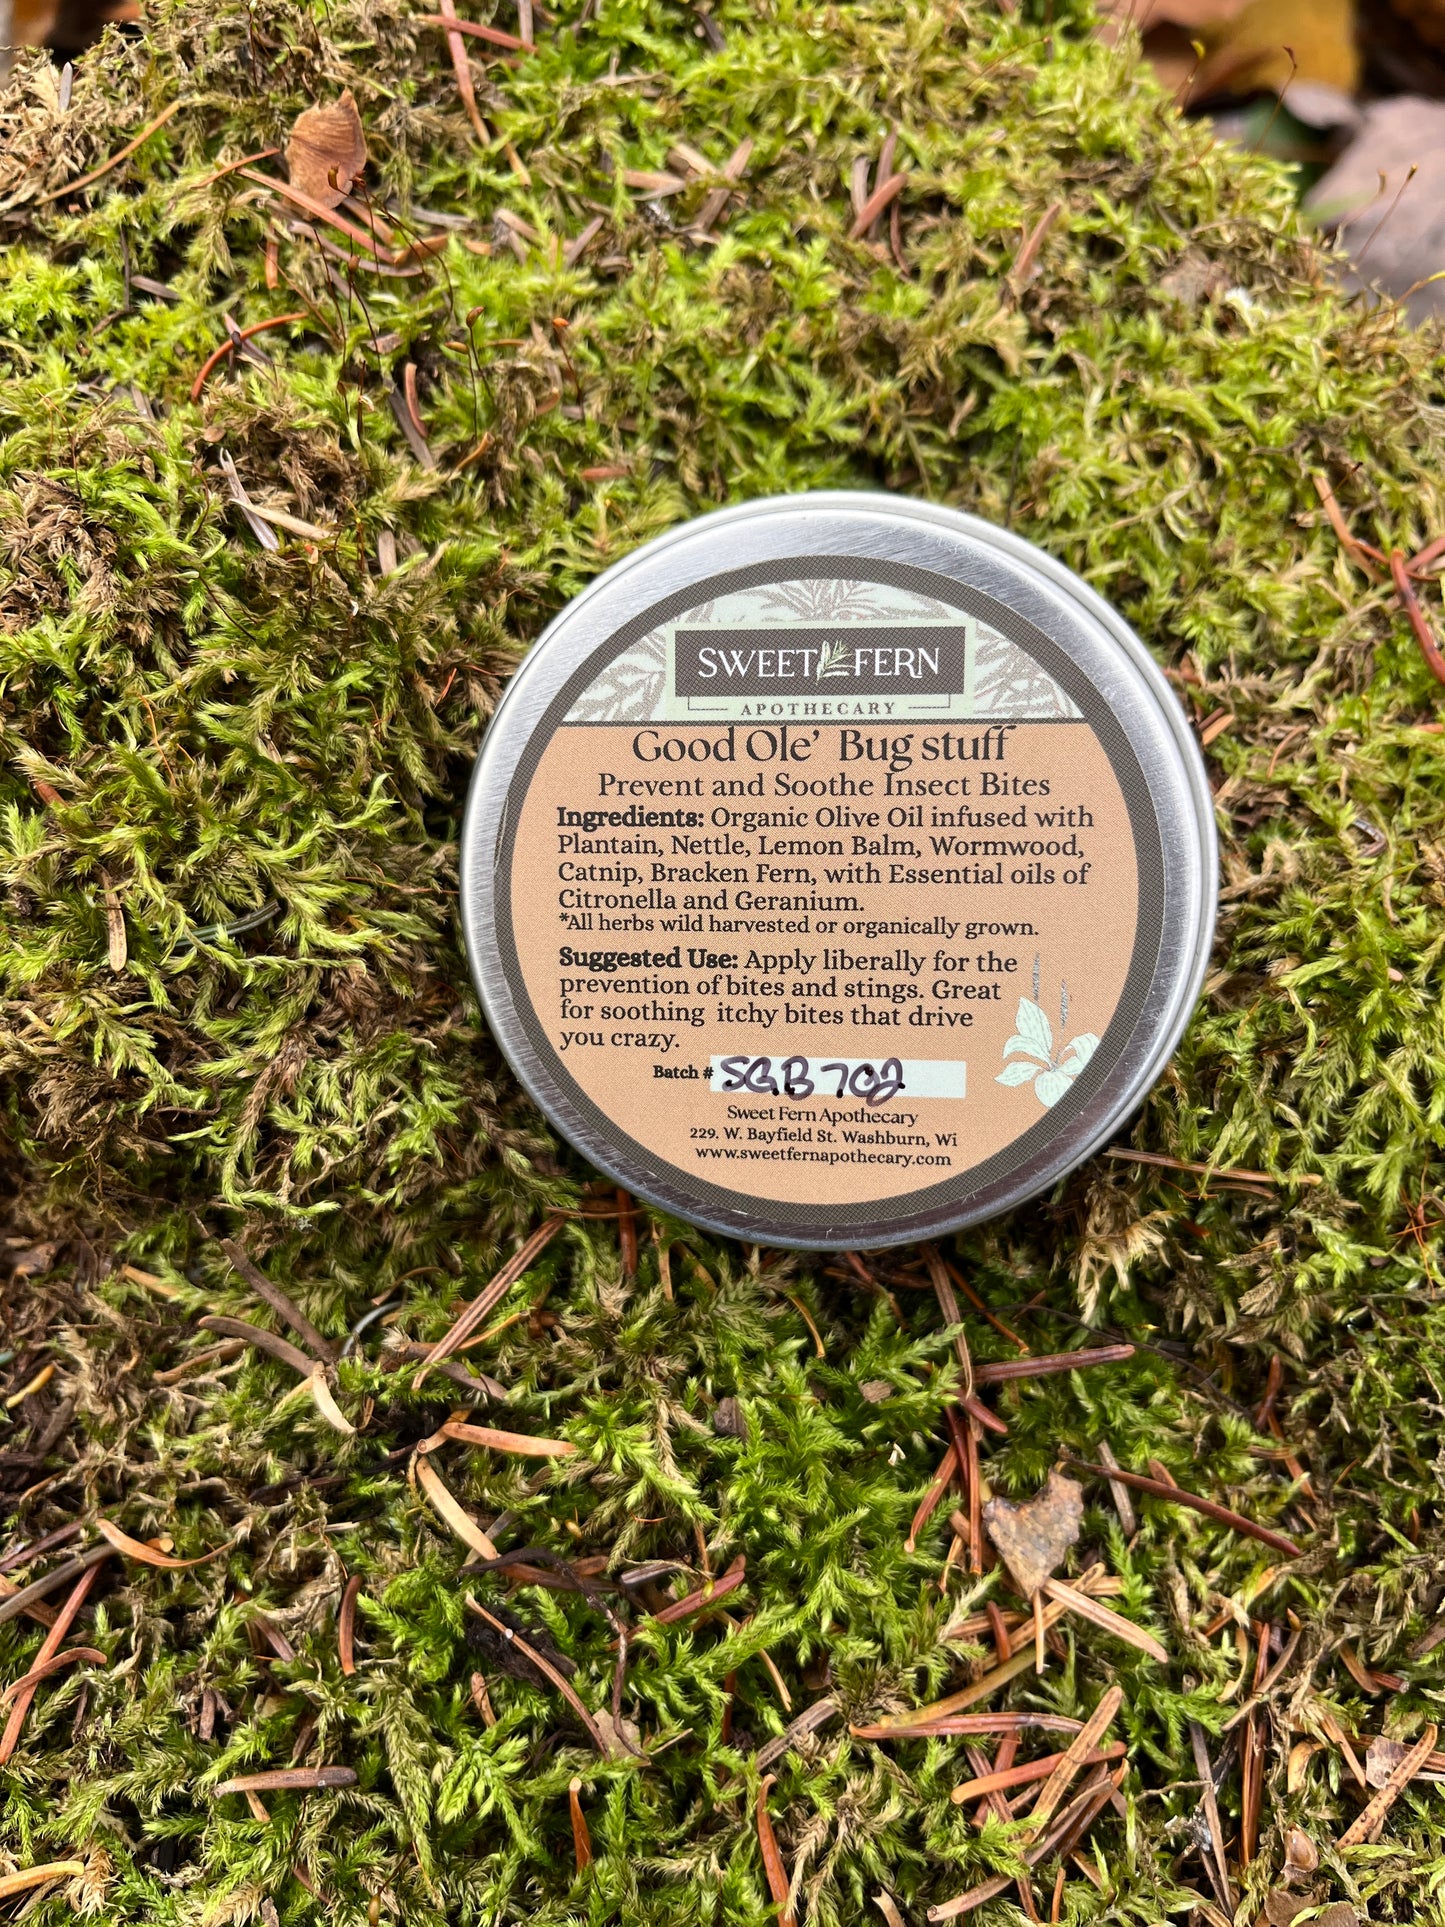 SWEET FERN
APOTHECARY
Good Ole' Bug stuff
Prevent and Soothe Insect Bites
Ingredients: Organic Olive Oil infused with
Plantain, Nettle, Lemon Balm, Wormwood,
Catnip, Bracken Fern, with Essential oils of
Citronella and Geranium.
*All herbs wild harvested or organically grown.
Suggested Use: Apply liberally for the
prevention of bites and stings. Great
for soothing itchy bites that drive
you crazy.
Batch # SGB702
Sweet Fern Apothecary
229. W. Bayfield St. Washburn, Wi
www.sweetfernapothecary.com